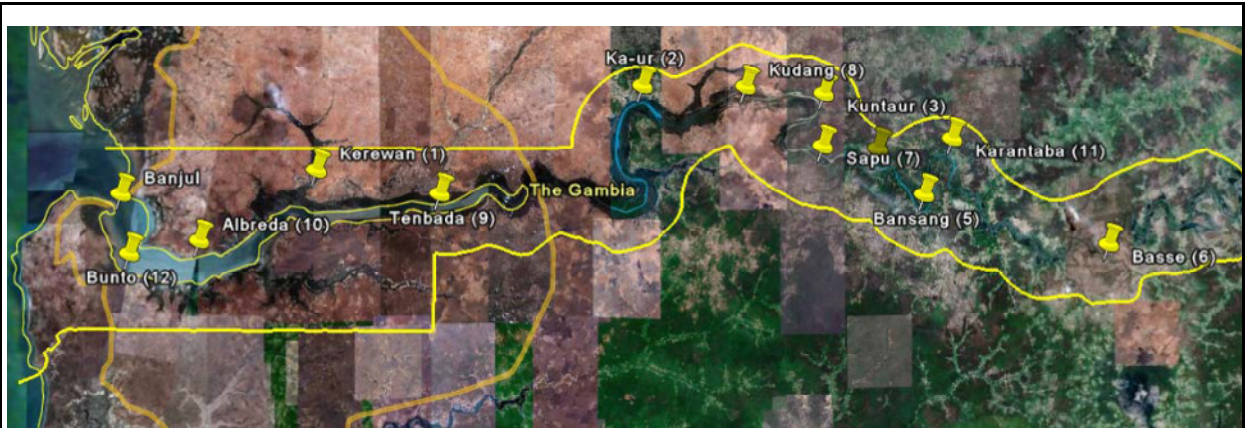 Ka-ur (2)
Kudang (8)
Kuntaur (3)
Kerewan (1)
Sapu (7)
Karantaba (11)
Banjul
The Gambia
Tenbada (9)
Albreda (10)
Bansang (5)
Basse (6)
Bunto (12)